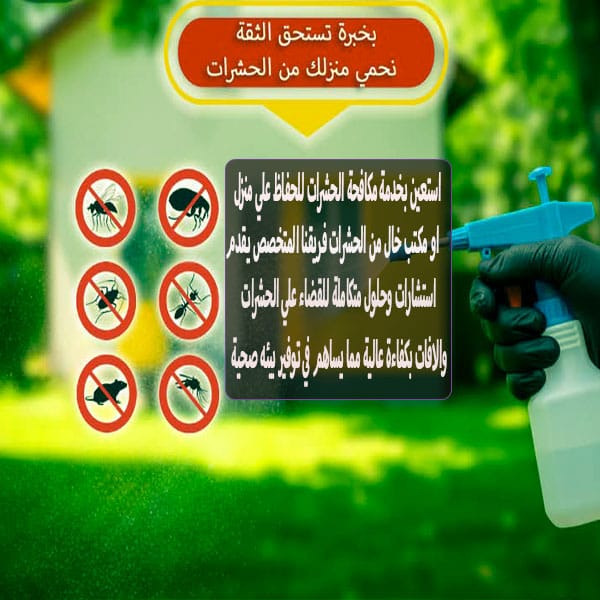 بخبرة تستحق الثقة
نحمي منزلك من الحشرات
استعين بخدمة مكافحة الحشرات للحفاظ علي منزل
او مكتب خال من الحشرات فريقنا المتخصص يقدم
استشارات وحلول متكاملة للقضاء علي الحشرات
والافات بكفاءة عالية مما يساهم في توفير بيئه صحية